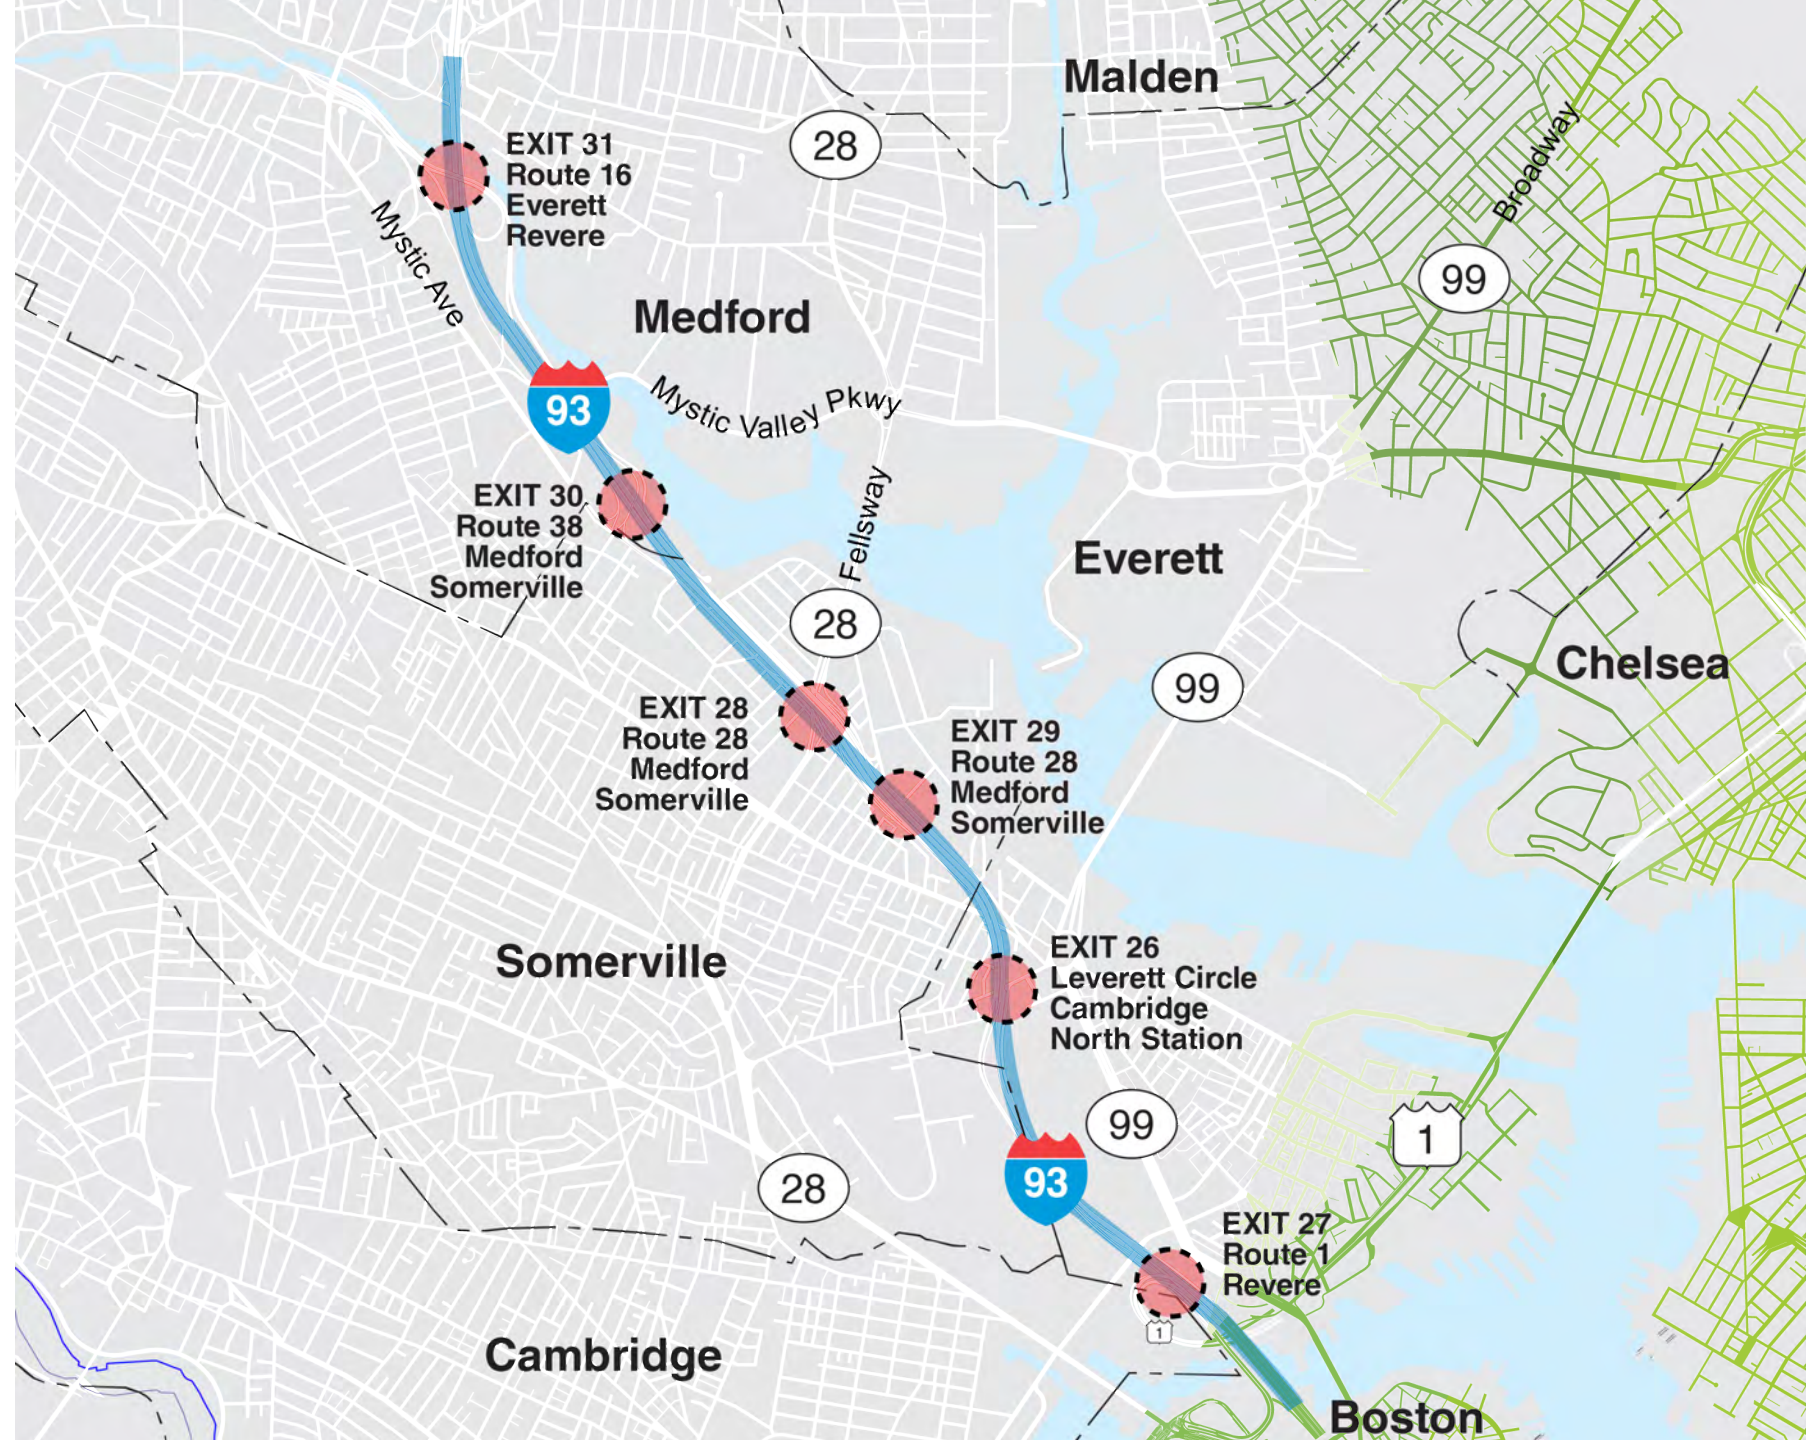 Malden
28
Broadway
EXIT 31
Route 16
Everett
Revere
Mystic Ave
99
Medford
93
Mystic Valley Pkwy
EXIT 30
Route 38
Medford
Somerville
Fellsway
Everett
28
Chelsea
99
EXIT 28
Route 28
Medford
Somerville
EXIT 29
Route 28
Medford
Somerville
Somerville
EXIT 26
Leverett Circle
Cambridge
North Station
99
1
93
28
EXIT 27
Route 1
Revere
1
Cambridge
Boston